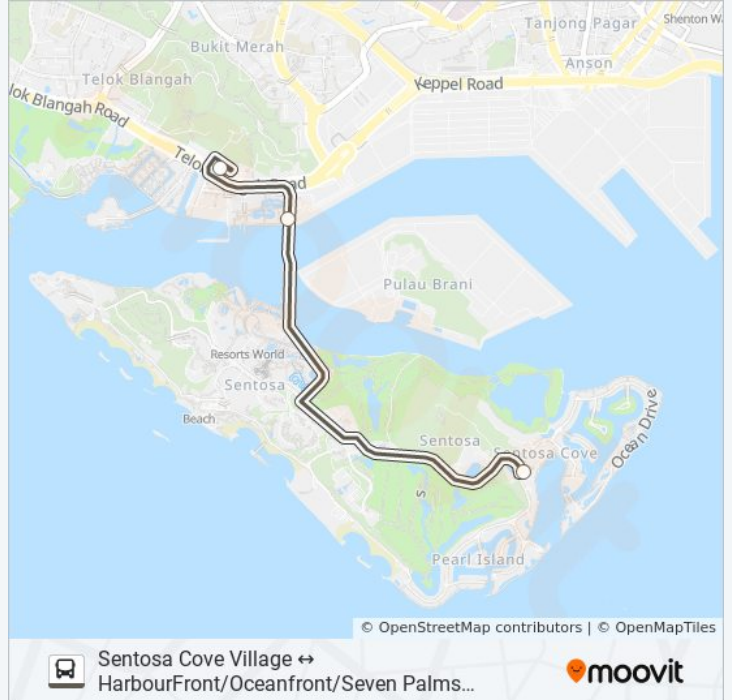 Tanjong Pagar
Shenton W
Bukit Merah
Anson
Telok Blangah
Keppel Road
lok Blangah Road
Telo
ad
Pulau Brani
Resorts World
Sentosa
Beach
Ocean Drive
Sentosa
Sentosa Cove
S
Pearl Island
© OpenStreetMap contributors | © OpenMapTiles
Sentosa Cove Village ↔
HarbourFront/Oceanfront/Seven Palms…
moovit